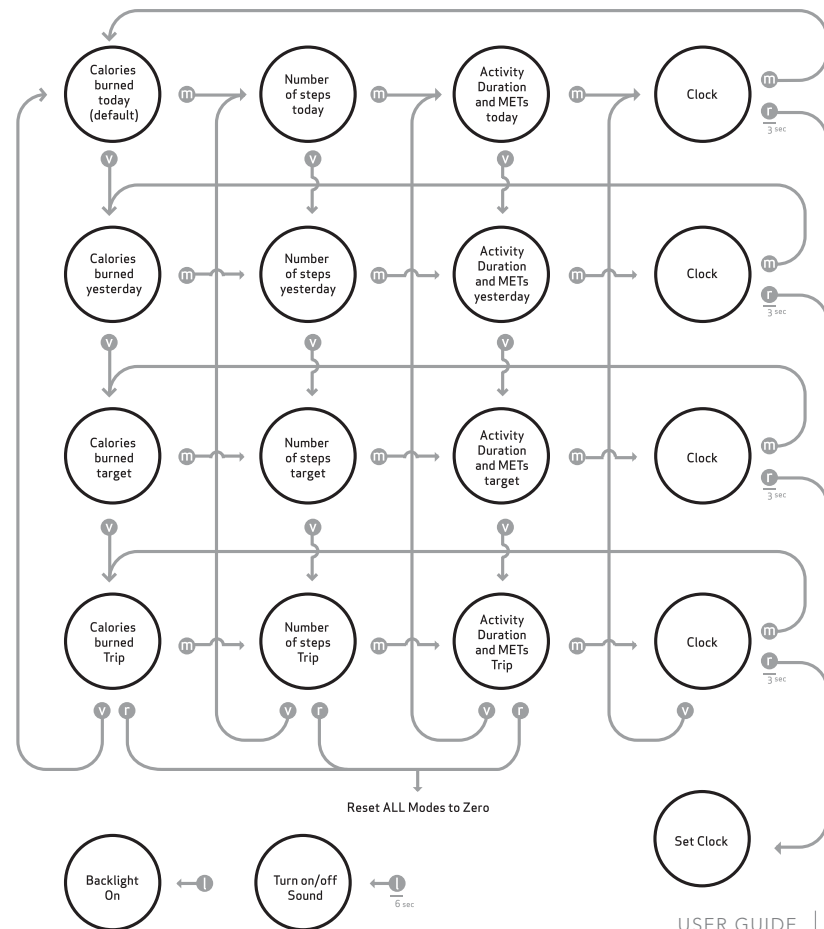 Calories
burned
today
(default)
m
Number
of steps
today
m
Activity
Duration
and METs
today
m
Clock
m
r
3 sec
v
v
v
Calories
burned
yesterday
m
Number
of steps
yesterday
m
Activity
Duration
and METs
yesterday
m
Clock
m
r
3 sec
v
v
v
Calories
burned
target
m
Number
of steps
target
m
Activity
Duration
and METs
target
m
Clock
m
r
3 sec
v
v
v
Calories
burned
Trip
m
Number
of steps
Trip
m
Activity
Duration
and METs
Trip
m
Clock
m
r
3 sec
v
r
v
r
v
r
v
Reset ALL Modes to Zero
Set Clock
Backlight
On
l
Turn on/off
Sound
l
6 sec
USER GUIDE